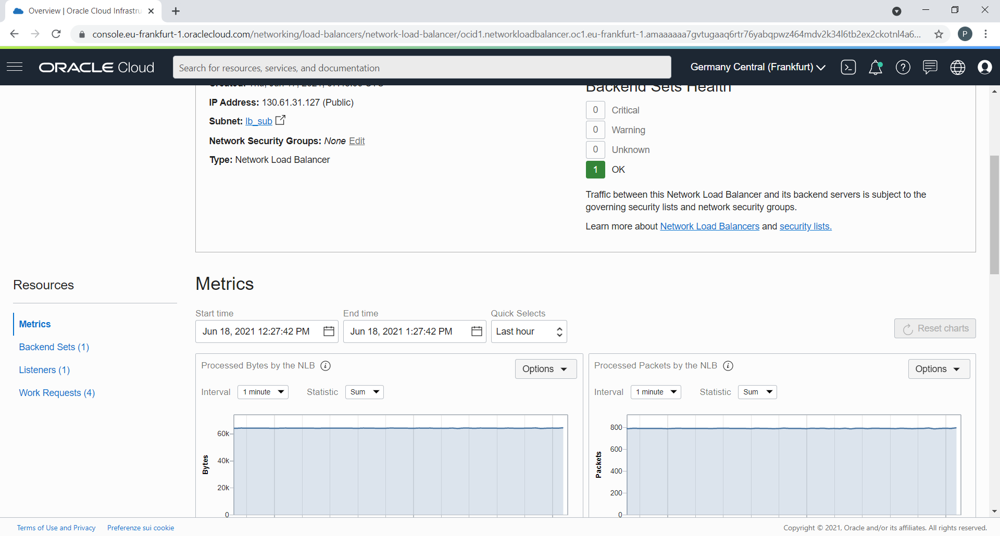 Overview | Oracle Cloud Infrastru
console.eu-frankfurt-1.oraclecloud.com/networking/load-balancers/network-load-balancer/ocid1.networkloadbalancer.oc1.eu-frankfurt-1.amaaaaaa7gvtugaaq6rtr76yabqpwz464mdv2k34l6tb2ex2ckotnl4a6...
P
ORACLE Cloud
Search for resources, services, and documentation
Germany Central (Frankfurt)
IP Address: 130.61.31.127 (Public)
Subnet: lb_sub
Network Security Groups: None Edit
Type: Network Load Balancer
Backend Sets Health
0 Critical
0 Warning
0 Unknown
1 OK
Traffic between this Network Load Balancer and its backend servers is subject to the
governing security lists and network security groups.
Learn more about Network Load Balancers and security lists.
Resources
Metrics
Backend Sets (1)
Listeners (1)
Work Requests (4)
Metrics
Start time
Jun 18, 2021 12:27:42 PM
End time
Jun 18, 2021 1:27:42 PM
Quick Selects
Last hour
Reset charts
Processed Bytes by the NLB
Options
Interval 1 minute Statistic Sum
Bytes
60k
40k
20k
0
Processed Packets by the NLB
Options
Interval 1 minute Statistic Sum
Packets
800
600
400
200
0
Terms of Use and Privacy Preferenze sui cookie
Copyright © 2021, Oracle and/or its affiliates. All rights reserved.